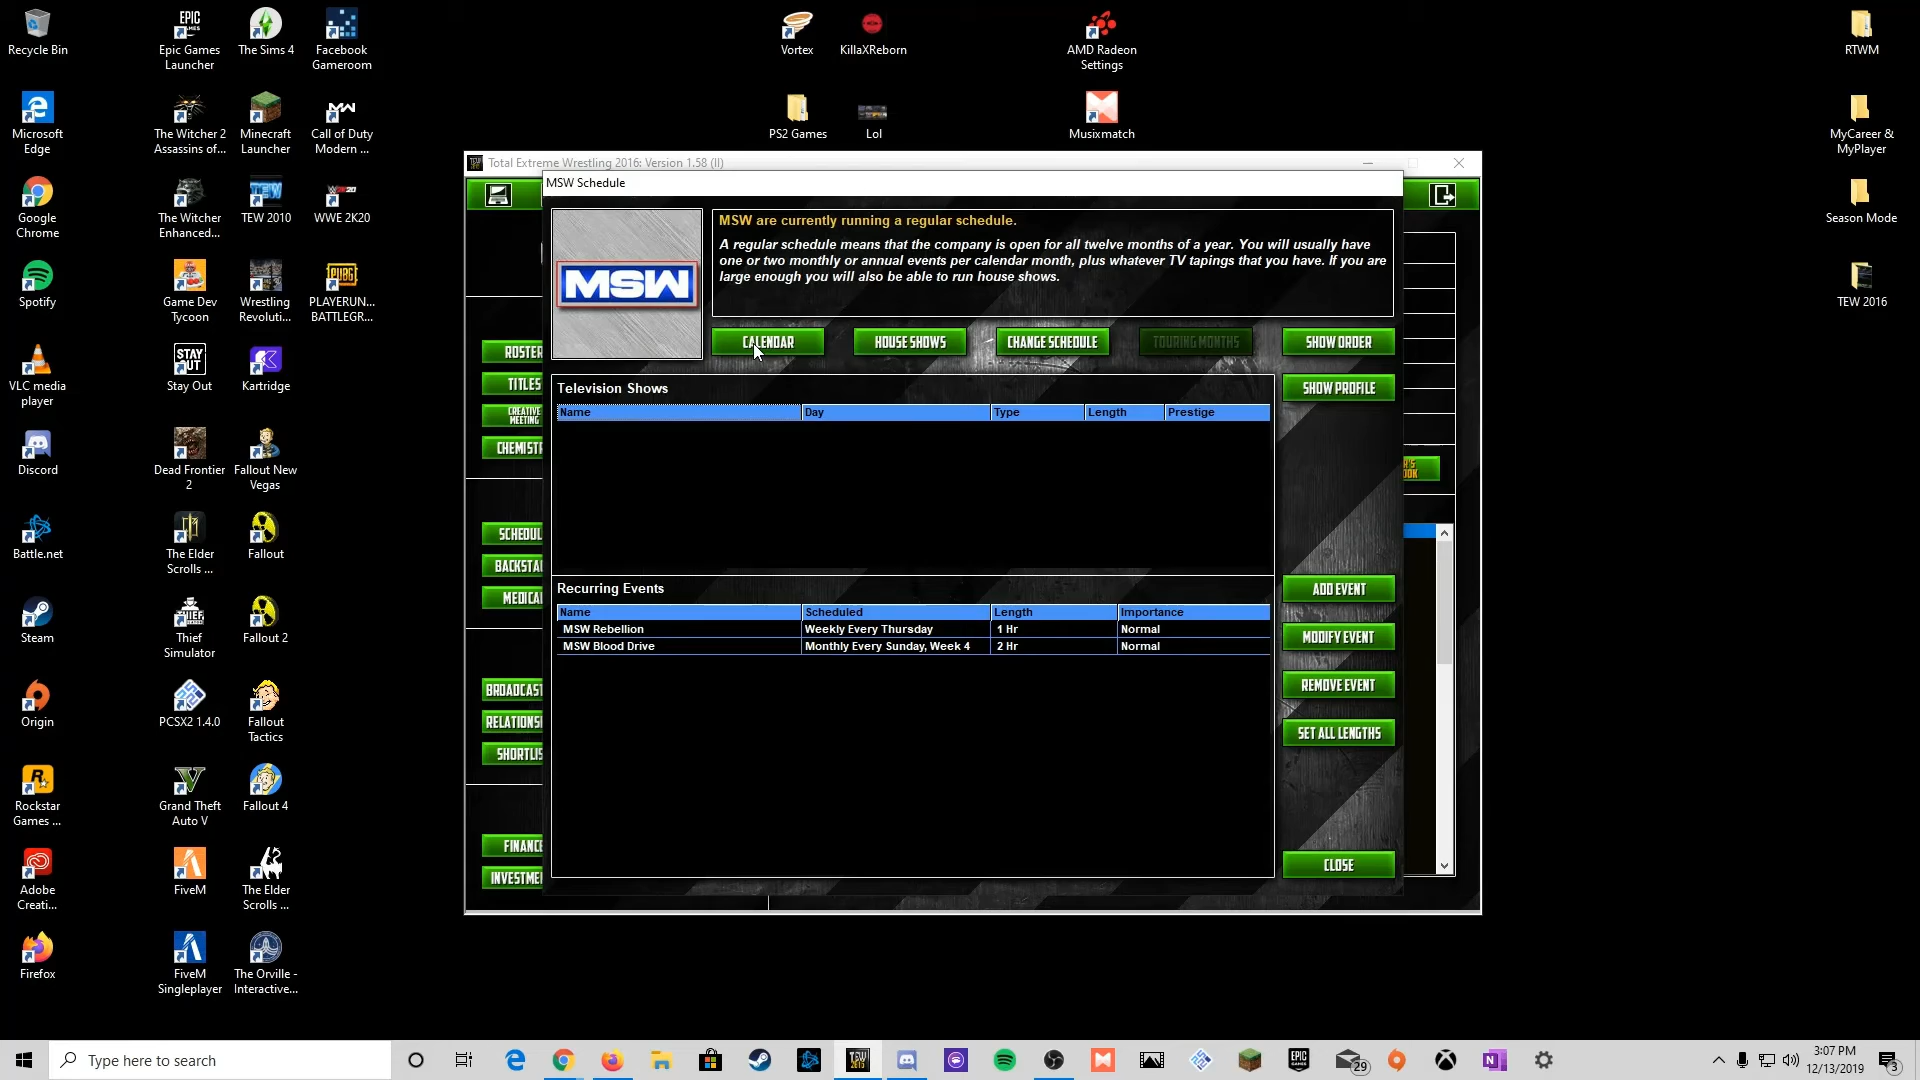 Recycle Bin
Epic Games
Launcher
The Sims 4
Facebook
Gameroom
Vortex
KillaXReborn
AMD Radeon
Settings
RTWM
Microsoft
Edge
The Witcher 2
Assassins of...
Minecraft
Launcher
Call of Duty
Modern ...
PS2 Games
Lol
Musixmatch
MyCareer &
MyPlayer
Google
Chrome
The Witcher
Enhanced...
TEW 2010
WWE 2K20
Season Mode
Spotify
Game Dev
Tycoon
Wrestling
Revoluti...
PLAYERUN...
BATTLEGR...
TEW 2016
VLC media
player
Stay Out
Kartridge
Discord
Dead Frontier
2
Fallout New
Vegas
Battle.net
The Elder
Scrolls ...
Fallout
Steam
Thief
Simulator
Fallout 2
Origin
PCSX2 1.4.0
Fallout
Tactics
Rockstar
Games ...
Grand Theft
Auto V
Fallout 4
Adobe
Creati...
FiveM
The Elder
Scrolls ...
Firefox
FiveM
Singleplayer
The Orville -
Interactive...
Total Extreme Wrestling 2016: Version 1.58 (II)
MSW Schedule
MSW
MSW are currently running a regular schedule.
A regular schedule means that the company is open for all twelve months of a year. You will usually have
one or two monthly or annual events per calendar month, plus whatever TV tapings that you have. If you are
large enough you will also be able to run house shows.
CALENDAR
HOUSE SHOWS
CHANGE SCHEDULE
TOURING MONTHS
SHOW ORDER
SHOW PROFILE
ROSTER
TITLES
CREATIVE
MEETING
CHEMISTR
SCHEDUL
BACKSTA
MEDICA
BROADCAST
RELATIONS
SHORTLIS
FINANC
INVESTME
Television Shows
Name Day Type Length Prestige
Recurring Events
Name Scheduled Length Importance
MSW Rebellion Weekly Every Thursday 1 Hr Normal
MSW Blood Drive Monthly Every Sunday, Week 4 2 Hr Normal
ADD EVENT
MODIFY EVENT
REMOVE EVENT
SET ALL LENGTHS
CLOSE
Type here to search
29
3:07 PM
12/13/2019
3